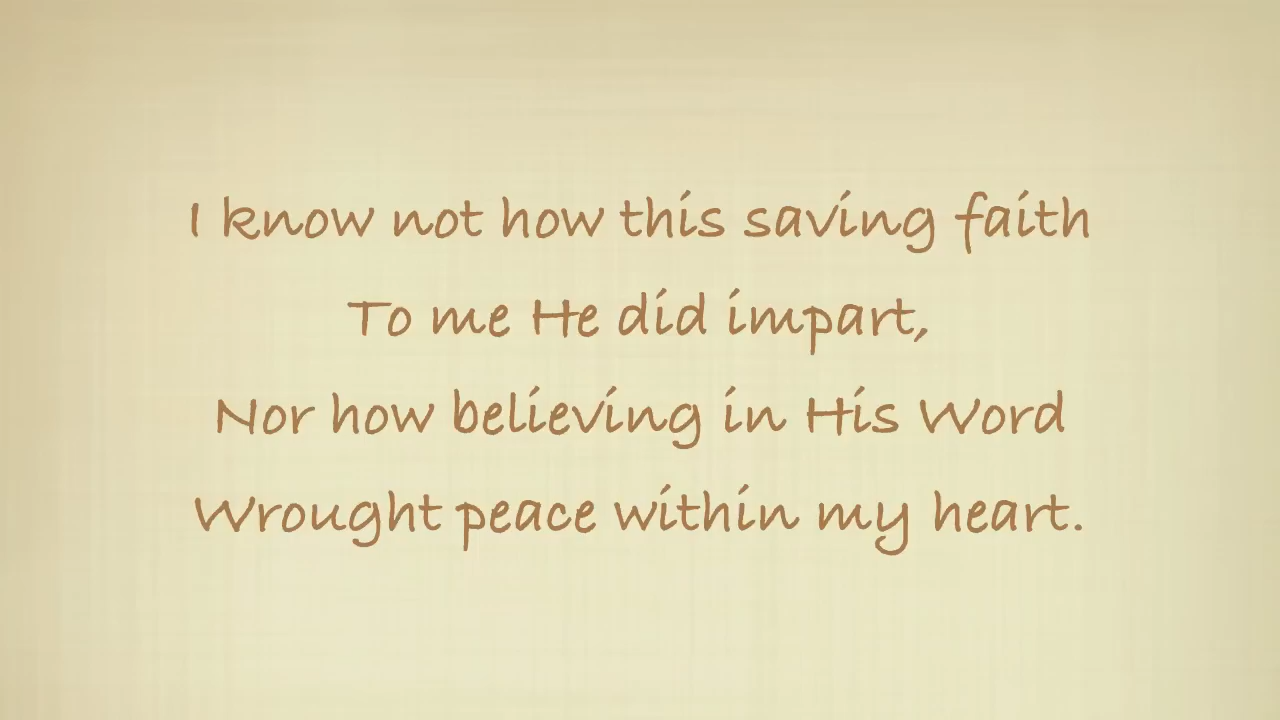 I know not how this saving faith
To me He did impart,
Nor how believing in His Word
Wrought peace within my heart.